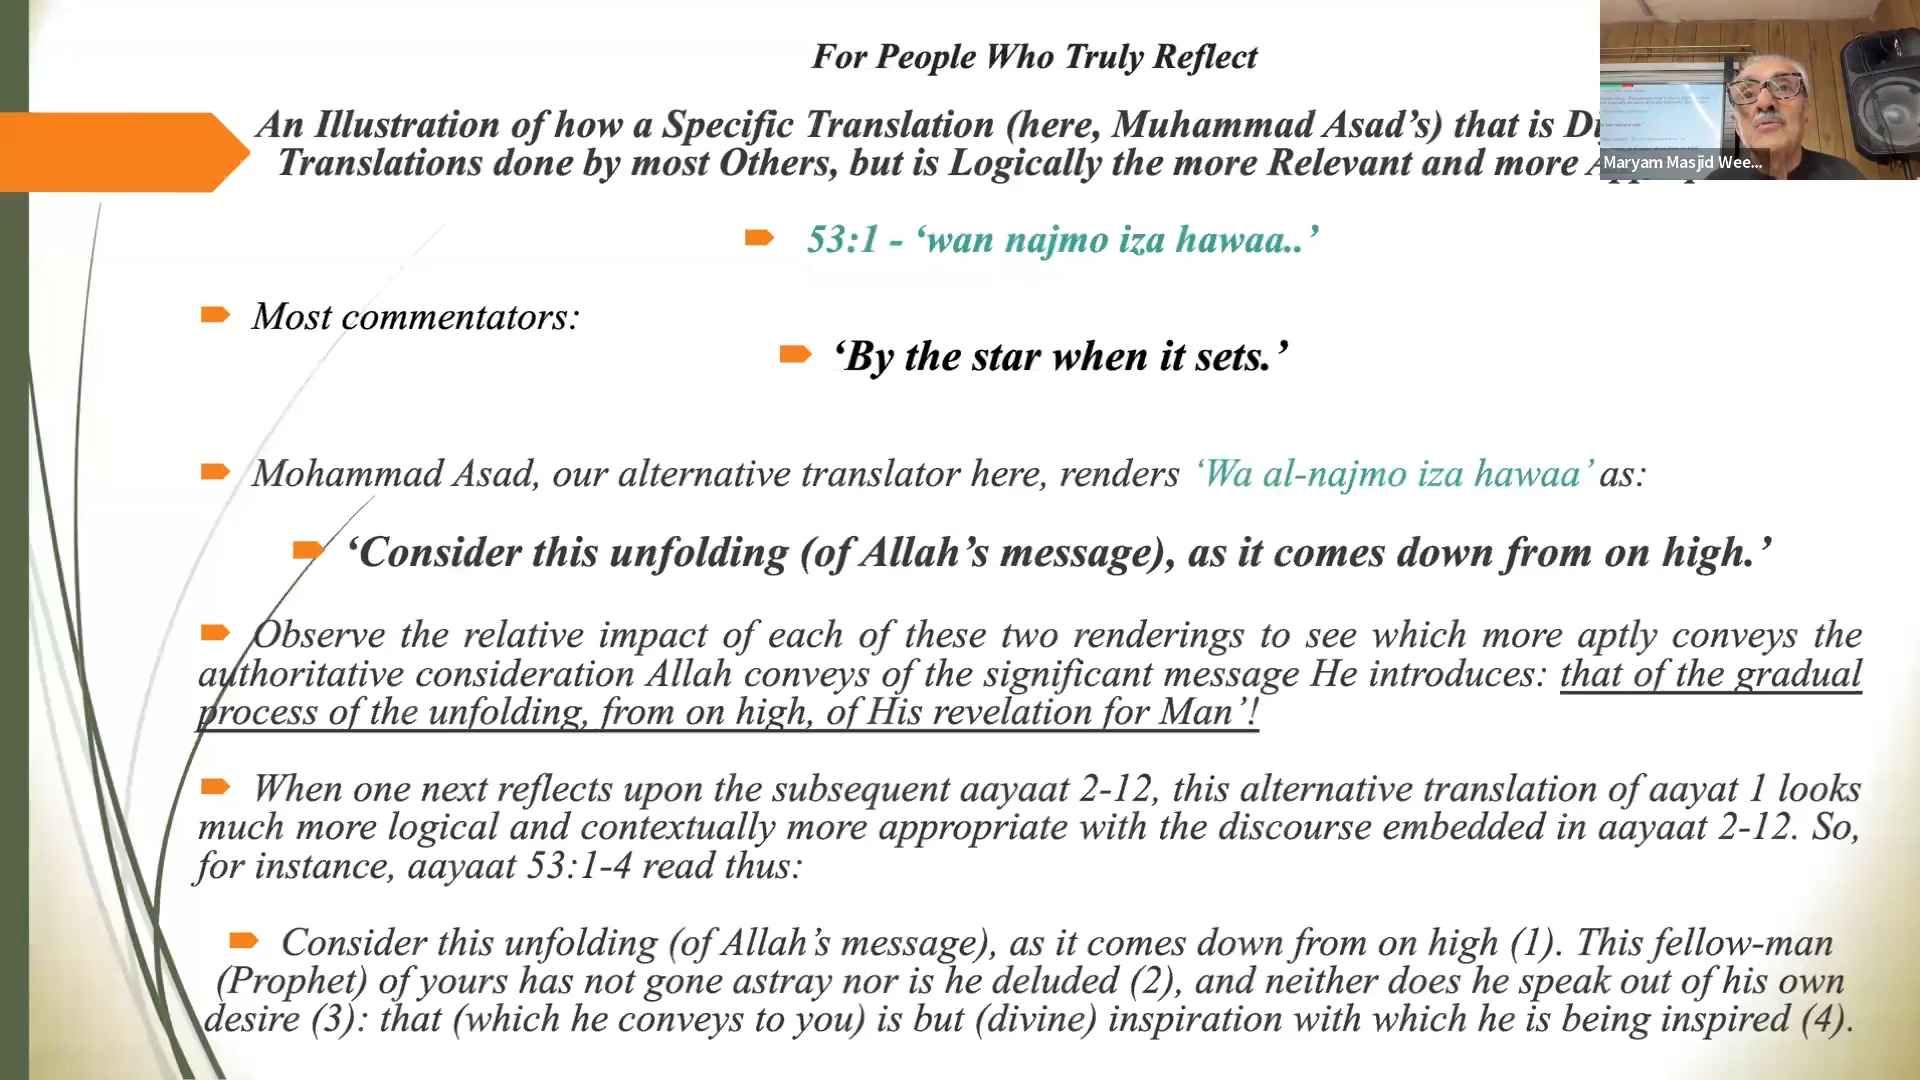 For People Who Truly Reflect
An Illustration of how a Specific Translation (here, Muhammad Asad’s) that is
Translations done by most Others, but is Logically the more Relevant and more
Maryam Masjid Wee...
53:1 - ‘wan najmo iza hawaa..’
Most commentators:
‘By the star when it sets.’
Mohammad Asad, our alternative translator here, renders ‘Wa al-najmo iza hawaa’ as:
‘Consider this unfolding (of Allah’s message), as it comes down from on high.’
Observe the relative impact of each of these two renderings to see which more aptly conveys the
authoritative consideration Allah conveys of the significant message He introduces: that of the gradual
process of the unfolding, from on high, of His revelation for Man’!
When one next reflects upon the subsequent aayaat 2-12, this alternative translation of aayat 1 looks
much more logical and contextually more appropriate with the discourse embedded in aayaat 2-12. So,
for instance, aayaat 53:1-4 read thus:
Consider this unfolding (of Allah’s message), as it comes down from on high (1). This fellow-man
(Prophet) of yours has not gone astray nor is he deluded (2), and neither does he speak out of his own
desire (3): that (which he conveys to you) is but (divine) inspiration with which he is being inspired (4).